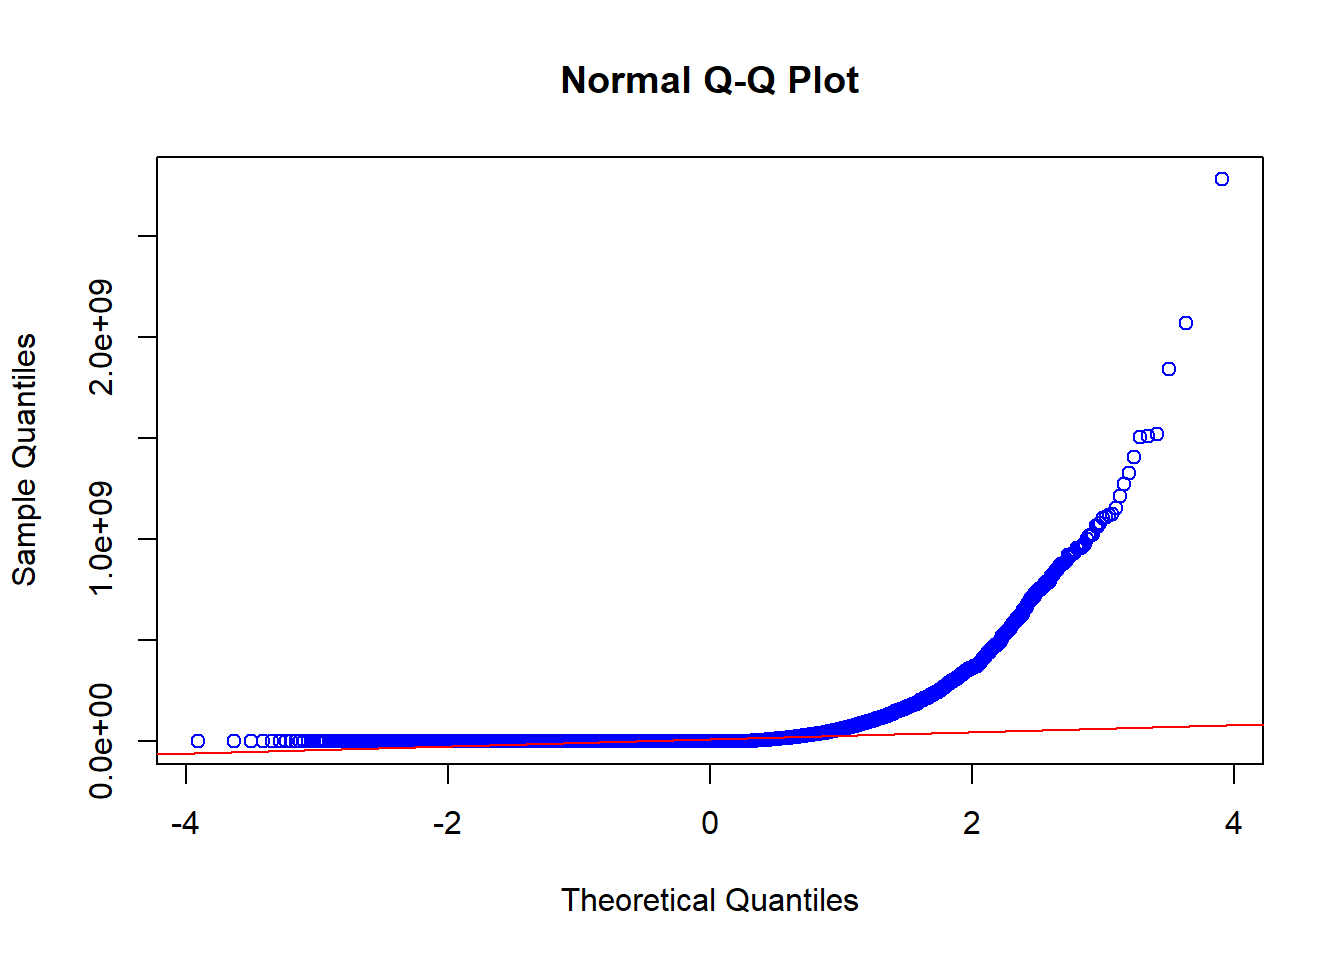 Normal Q-Q Plot
Sample Quantiles
2.0e+09
1.0e+09
0.0e+00
-4 -2 0 2 4
Theoretical Quantiles